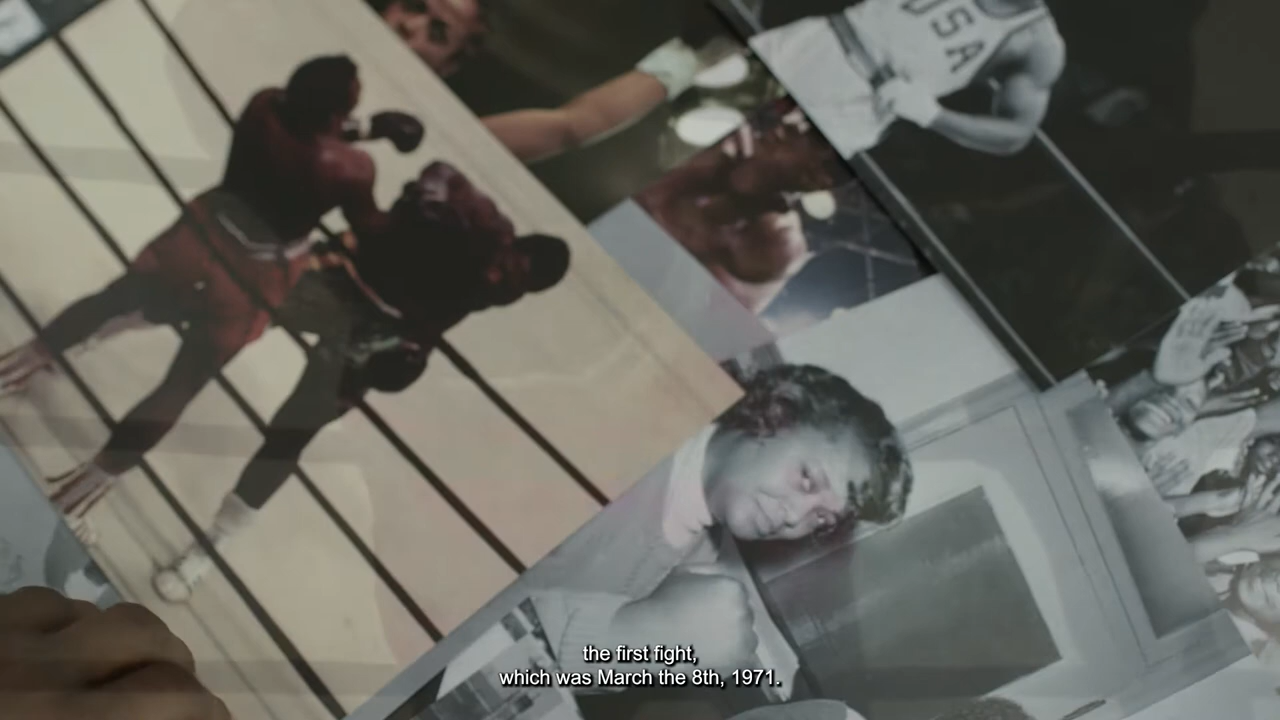 USA
the first fight,
which was March the 8th, 1971.